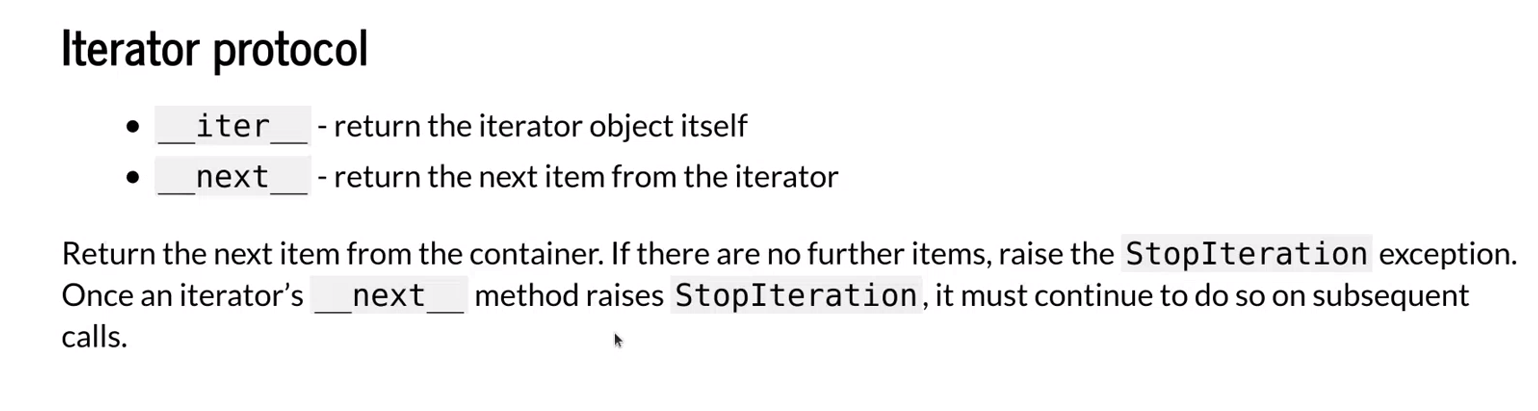 Iterator protocol
• __iter__ - return the iterator object itself
• __next__ - return the next item from the iterator
Return the next item from the container. If there are no further items, raise the StopIteration exception.
Once an iterator’s __next__ method raises StopIteration, it must continue to do so on subsequent
calls.